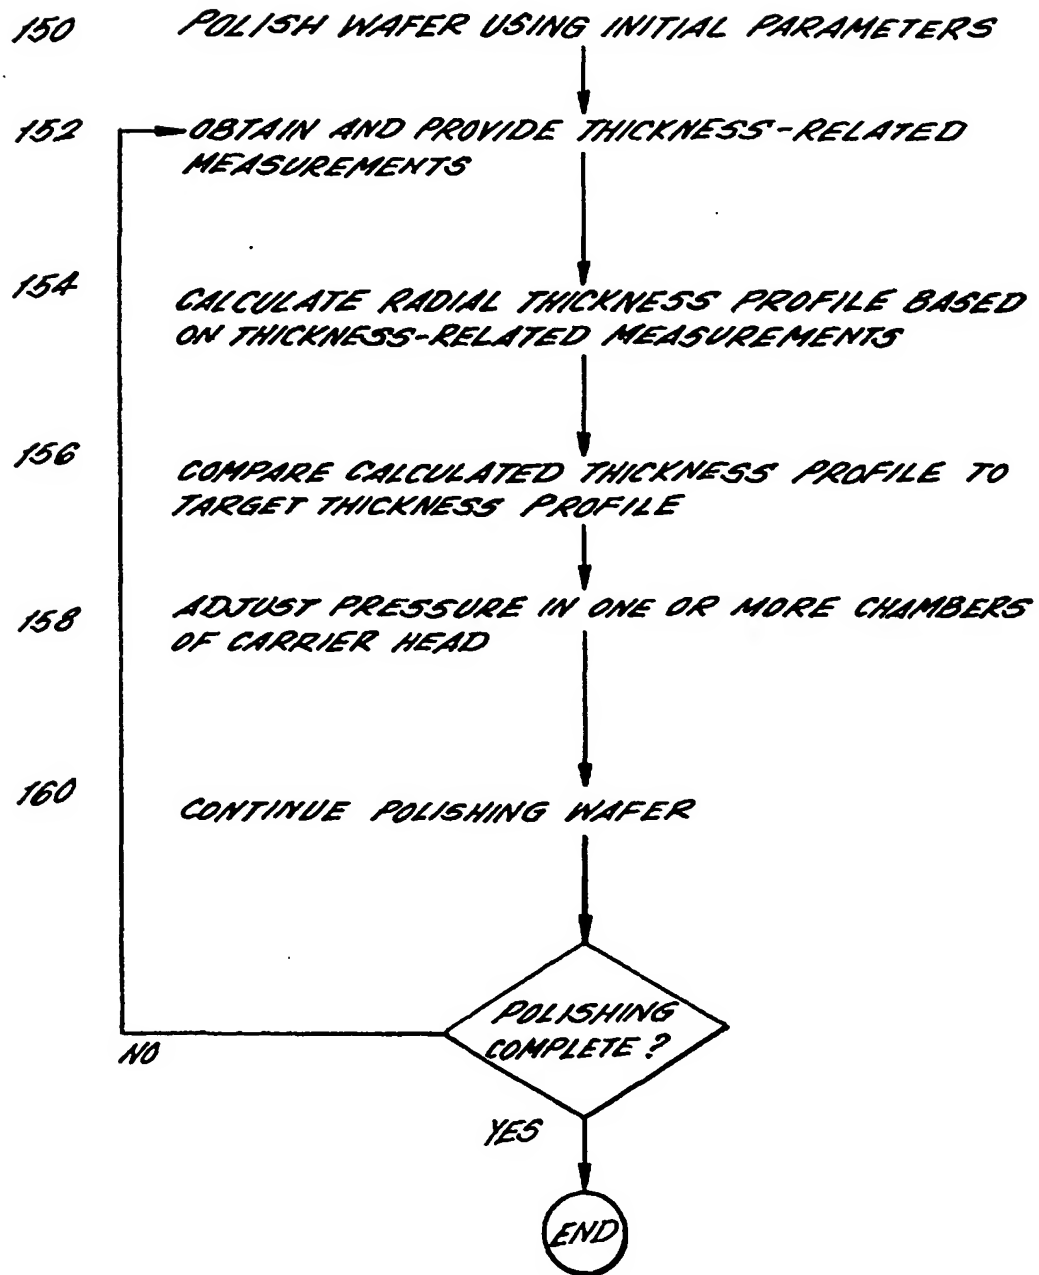 150 POLISH WAFER USING INITIAL PARAMETERS
152 OBTAIN AND PROVIDE THICKNESS-RELATED
MEASUREMENTS
154 CALCULATE RADIAL THICKNESS PROFILE BASED
ON THICKNESS-RELATED MEASUREMENTS
156 COMPARE CALCULATED THICKNESS PROFILE TO
TARGET THICKNESS PROFILE
158 ADJUST PRESSURE IN ONE OR MORE CHAMBERS
OF CARRIER HEAD
160 CONTINUE POLISHING WAFER
POLISHING
COMPLETE?
NO
YES
END